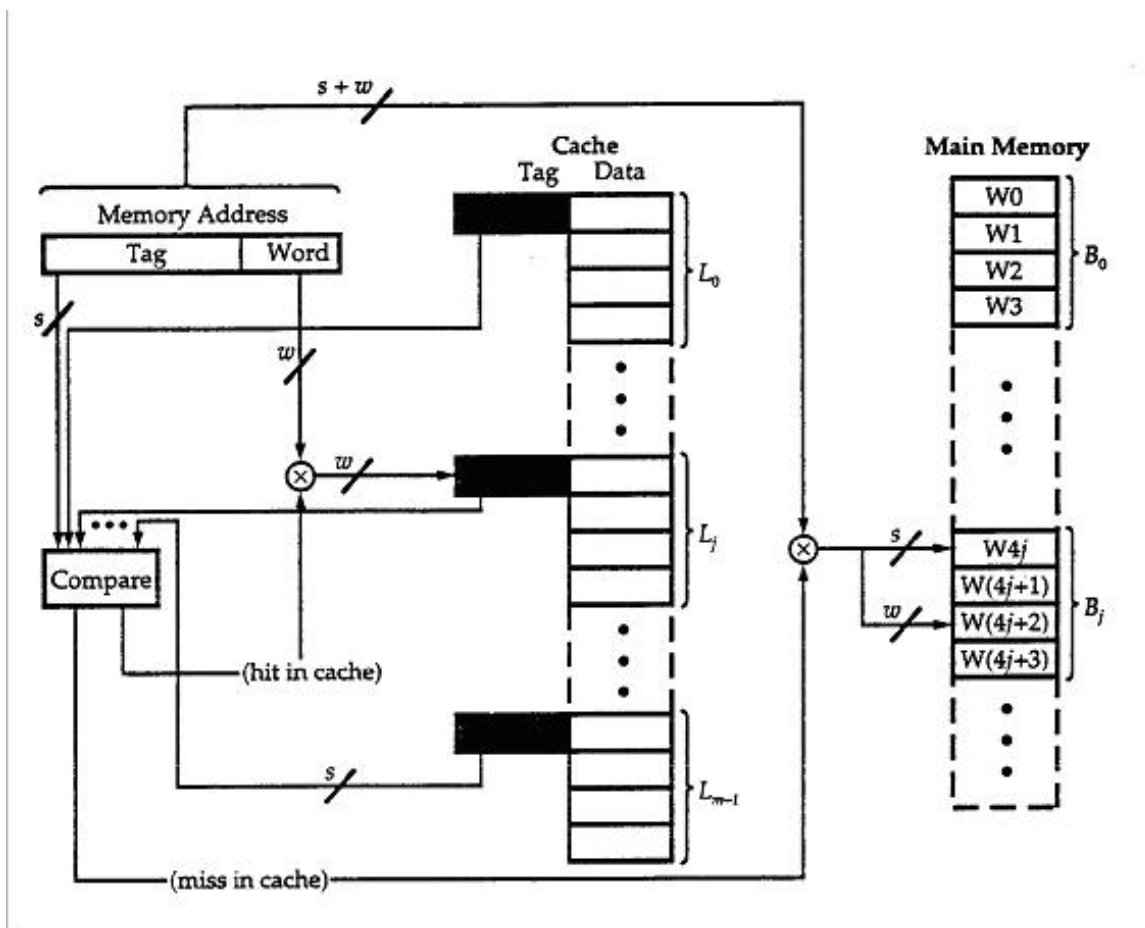 s + w
Cache
Tag Data
Main Memory
Memory Address
Tag Word
W0
W1
W2
W3
B0
L0
s
w
w
Lj
s
W4j
W(4j+1)
W(4j+2)
W(4j+3)
Bj
w
Compare
(hit in cache)
s
Lm–1
(miss in cache)